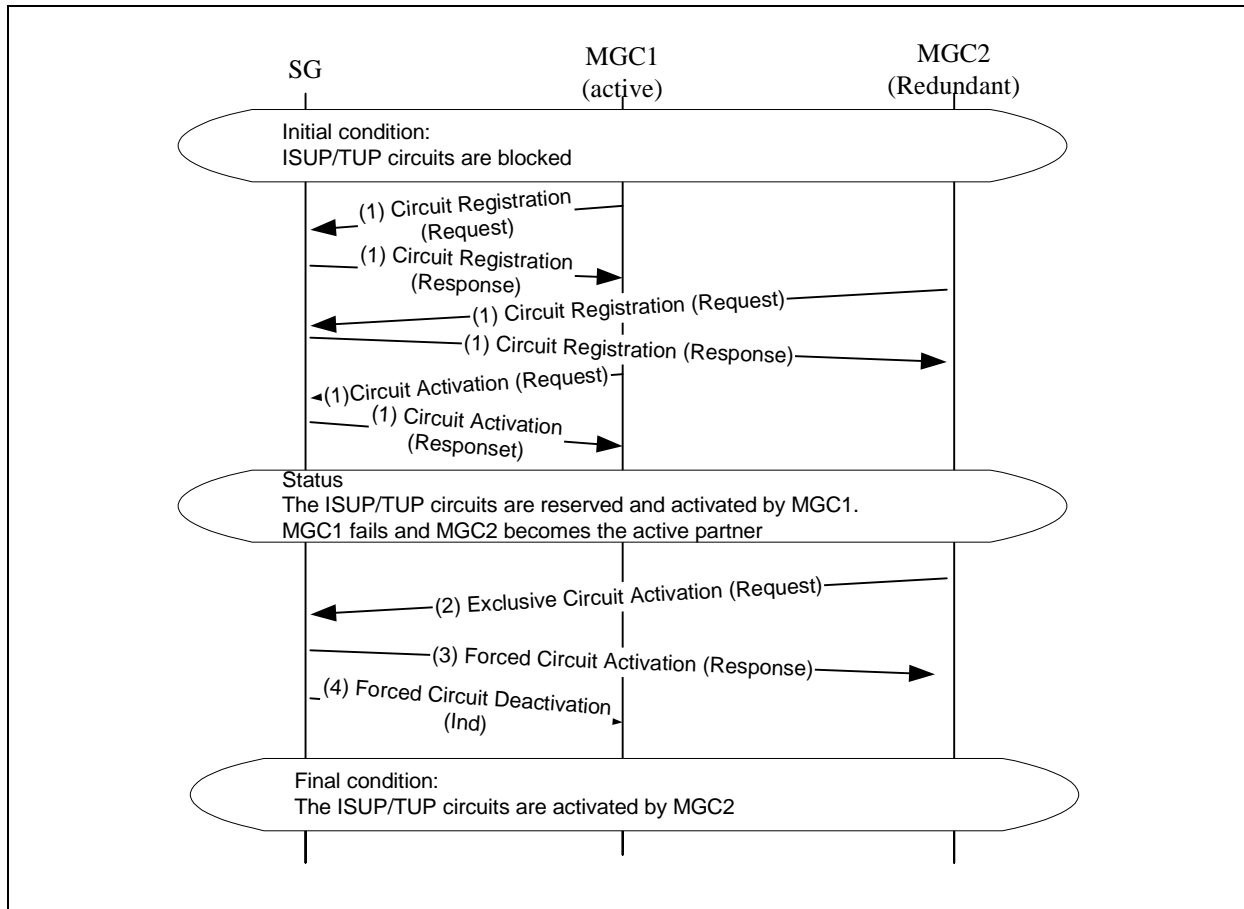 SG
MGC1
(active)
MGC2
(Redundant)
Initial condition:
ISUP/TUP circuits are blocked
(1) Circuit Registration
(Request)
(1) Circuit Registration
(Response)
(1) Circuit Registration (Request)
(1) Circuit Registration (Response)
(1)Circuit Activation (Request)
(1) Circuit Activation
(Responset)
Status
The ISUP/TUP circuits are reserved and activated by MGC1.
MGC1 fails and MGC2 becomes the active partner
(2) Exclusive Circuit Activation (Request)
(3) Forced Circuit Activation (Response)
(4) Forced Circuit Deactivation
(Ind)
Final condition:
The ISUP/TUP circuits are activated by MGC2